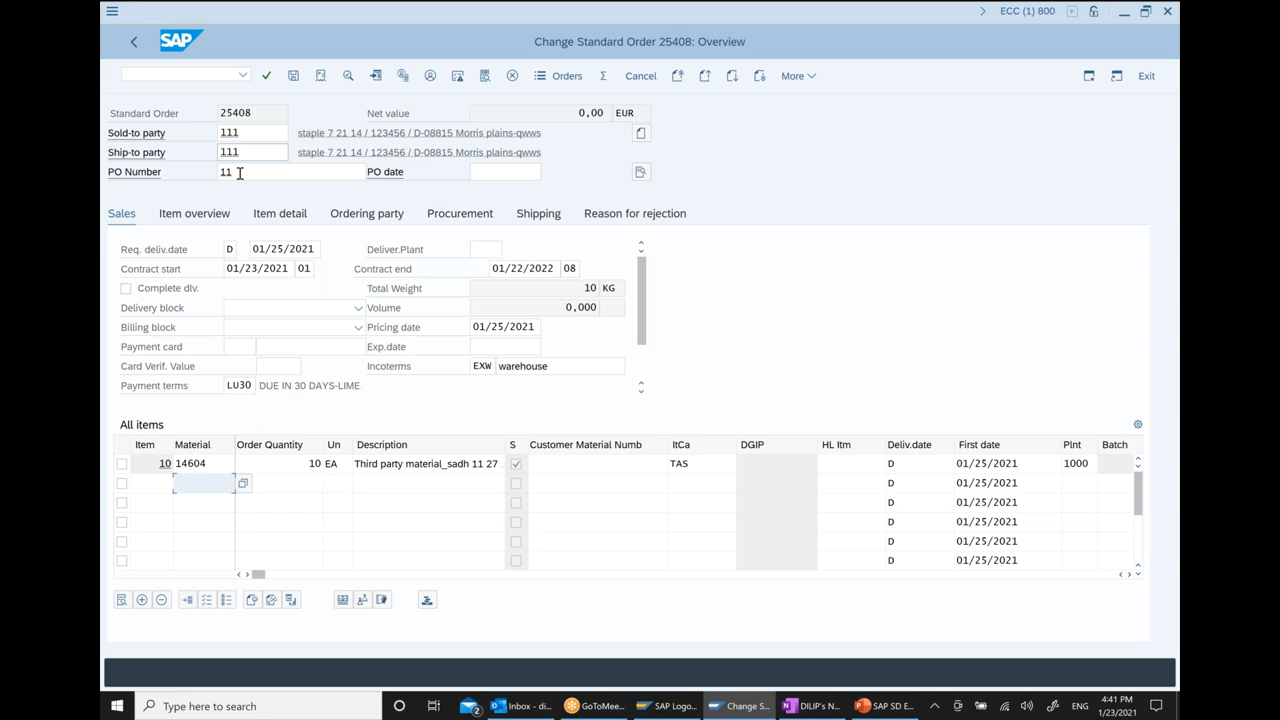 ECC (1) 800
SAP Change Standard Order 25408: Overview
Orders Cancel More Exit
Standard Order 25408 Net value 0,00 EUR
Sold-to party 111 staple 7 21 14 / 123456 / D-08815 Morris plains-qwws
Ship-to party 111 staple 7 21 14 / 123456 / D-08815 Morris plains-qwws
PO Number 11 PO date
Sales Item overview Item detail Ordering party Procurement Shipping Reason for rejection
Req. deliv.date D 01/25/2021 Deliver.Plant
Contract start 01/23/2021 01 Contract end 01/22/2022 08
Complete dlv. Total Weight 10 KG
Delivery block Volume 0,000
Billing block Pricing date 01/25/2021
Payment card Exp.date
Card Verif. Value Incoterms EXW warehouse
Payment terms LU30 DUE IN 30 DAYS-LIME
All items
Item Material Order Quantity Un Description S Customer Material Numb ItCa DGIP HL Itm Deliv.date First date Plnt Batch
10 14604 10 EA Third party material_sadh 11 27 TAS D 01/25/2021 1000
D 01/25/2021
D 01/25/2021
D 01/25/2021
D 01/25/2021
D 01/25/2021
Type here to search 2 Inbox - di... GoToMee... SAP Logo... Change S... DILIP's N... SAP SD E... ENG 4:41 PM
1/23/2021